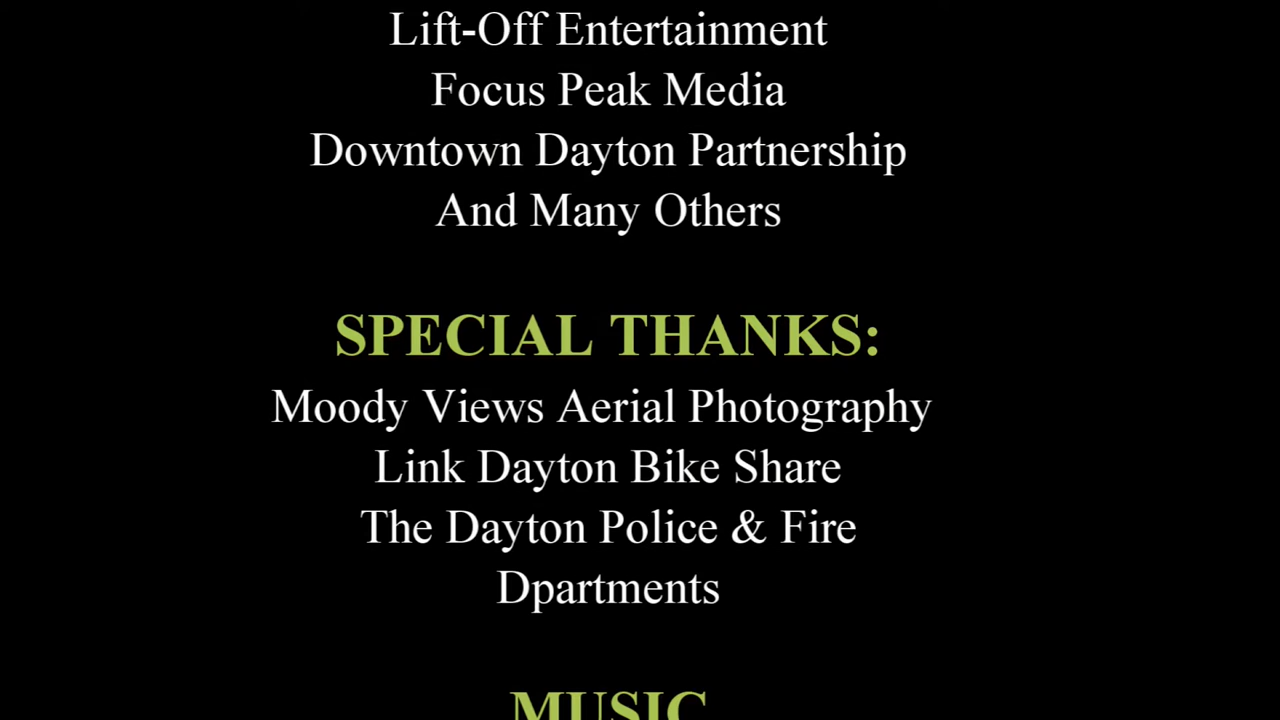 Lift-Off Entertainment
Focus Peak Media
Downtown Dayton Partnership
And Many Others
SPECIAL THANKS:
Moody Views Aerial Photography
Link Dayton Bike Share
The Dayton Police & Fire
Dpartments
MUSIC